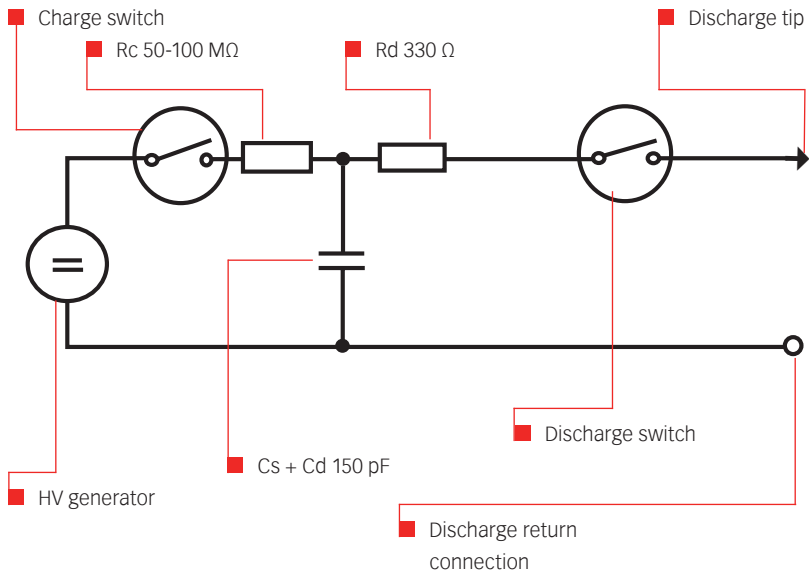 Charge switch
Rc 50-100 MΩ
Rd 330 Ω
Discharge tip
Discharge switch
Cs + Cd 150 pF
HV generator
Discharge return
connection